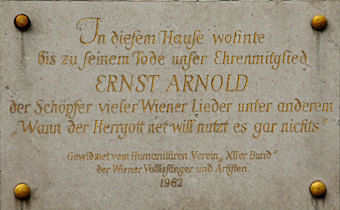 In diesem Hause wohnte
bis zu seinem Tode unser Ehrenmitglied
ERNST ARNOLD
der Schöpfer vieler Wiener Lieder unter anderem
„Wann der Herrgott net will nutzt es gar nichts"
Gewidmet vom Humanitären Verein „XIIer Bund"
der Wiener Volkssänger und Artisten.
1962